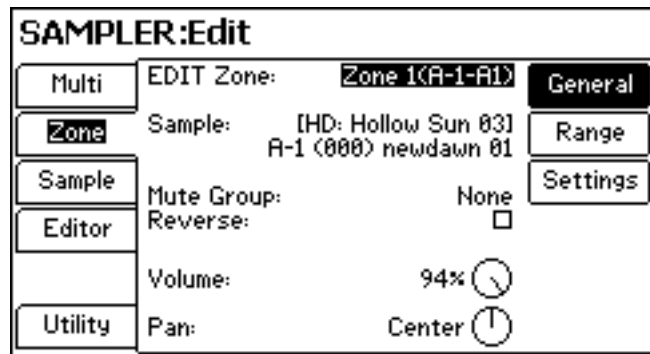 SAMPLER:Edit
Multi
Zone
Sample
Editor
Utility
EDIT Zone: Zone 1(A-1-A1)
Sample: [HD: Hollow Sun 03]
A-1 (000) newdawn 01
Mute Group: None
Reverse:
Volume: 94%
Pan: Center
General
Range
Settings